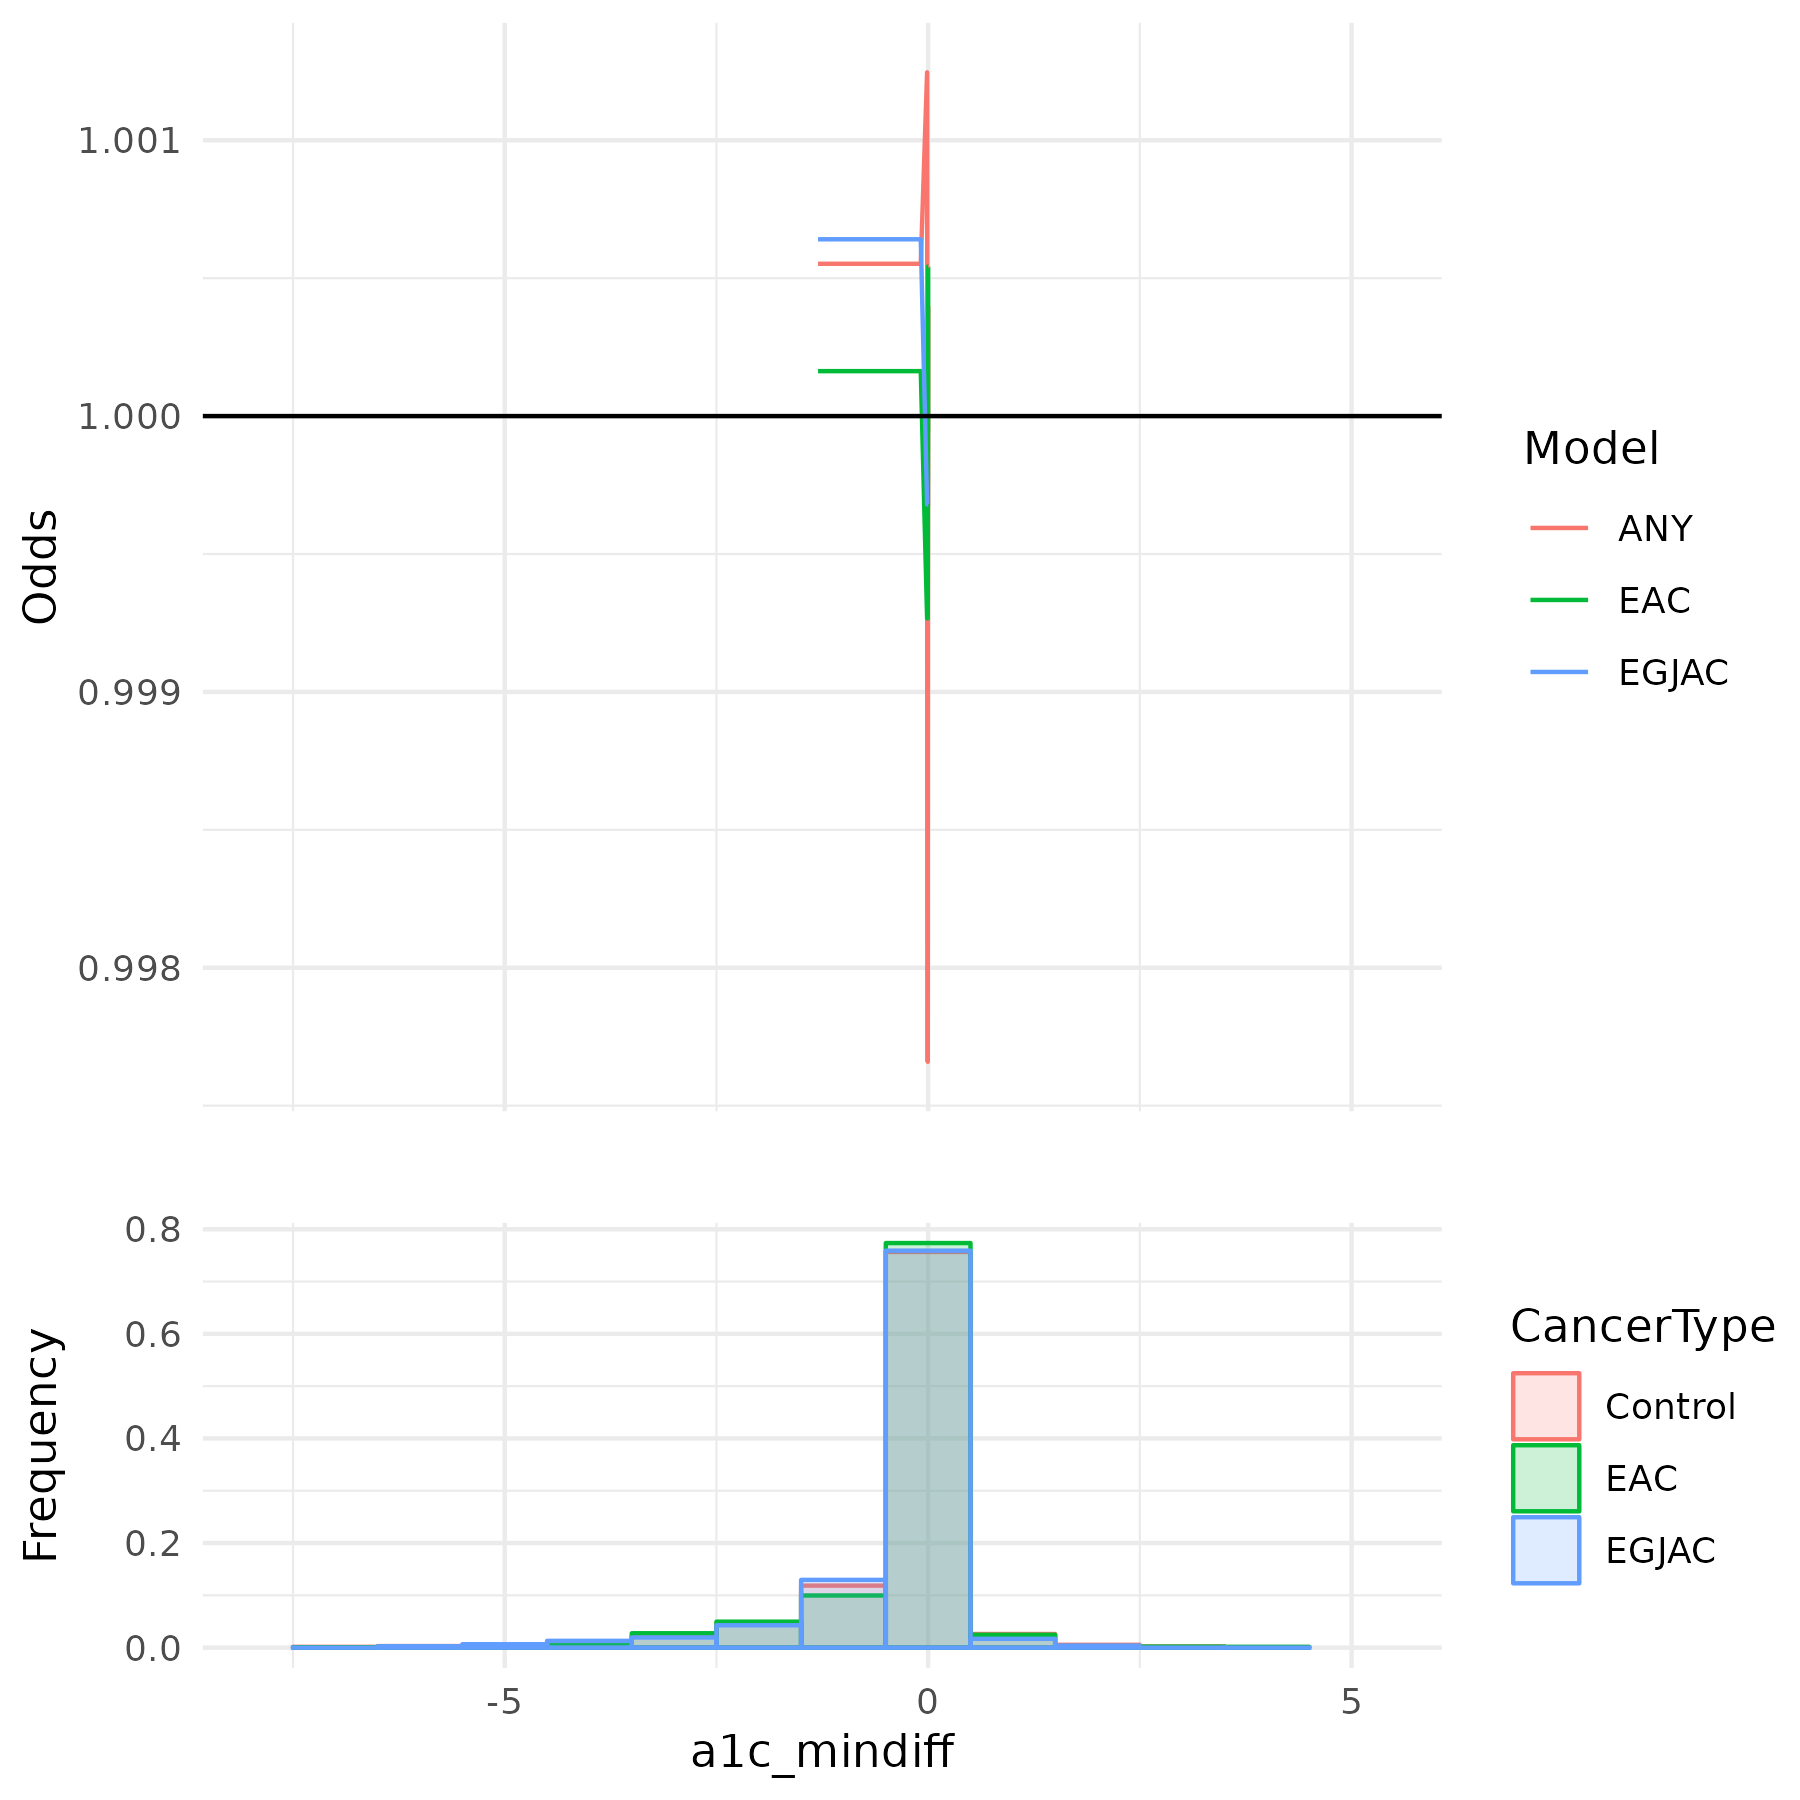 1.001
1.000
0.999
0.998
Odds
Model
ANY
EAC
EGJAC
0.8
0.6
0.4
0.2
0.0
Frequency
-5
0
5
a1c_mindiff
CancerType
Control
EAC
EGJAC